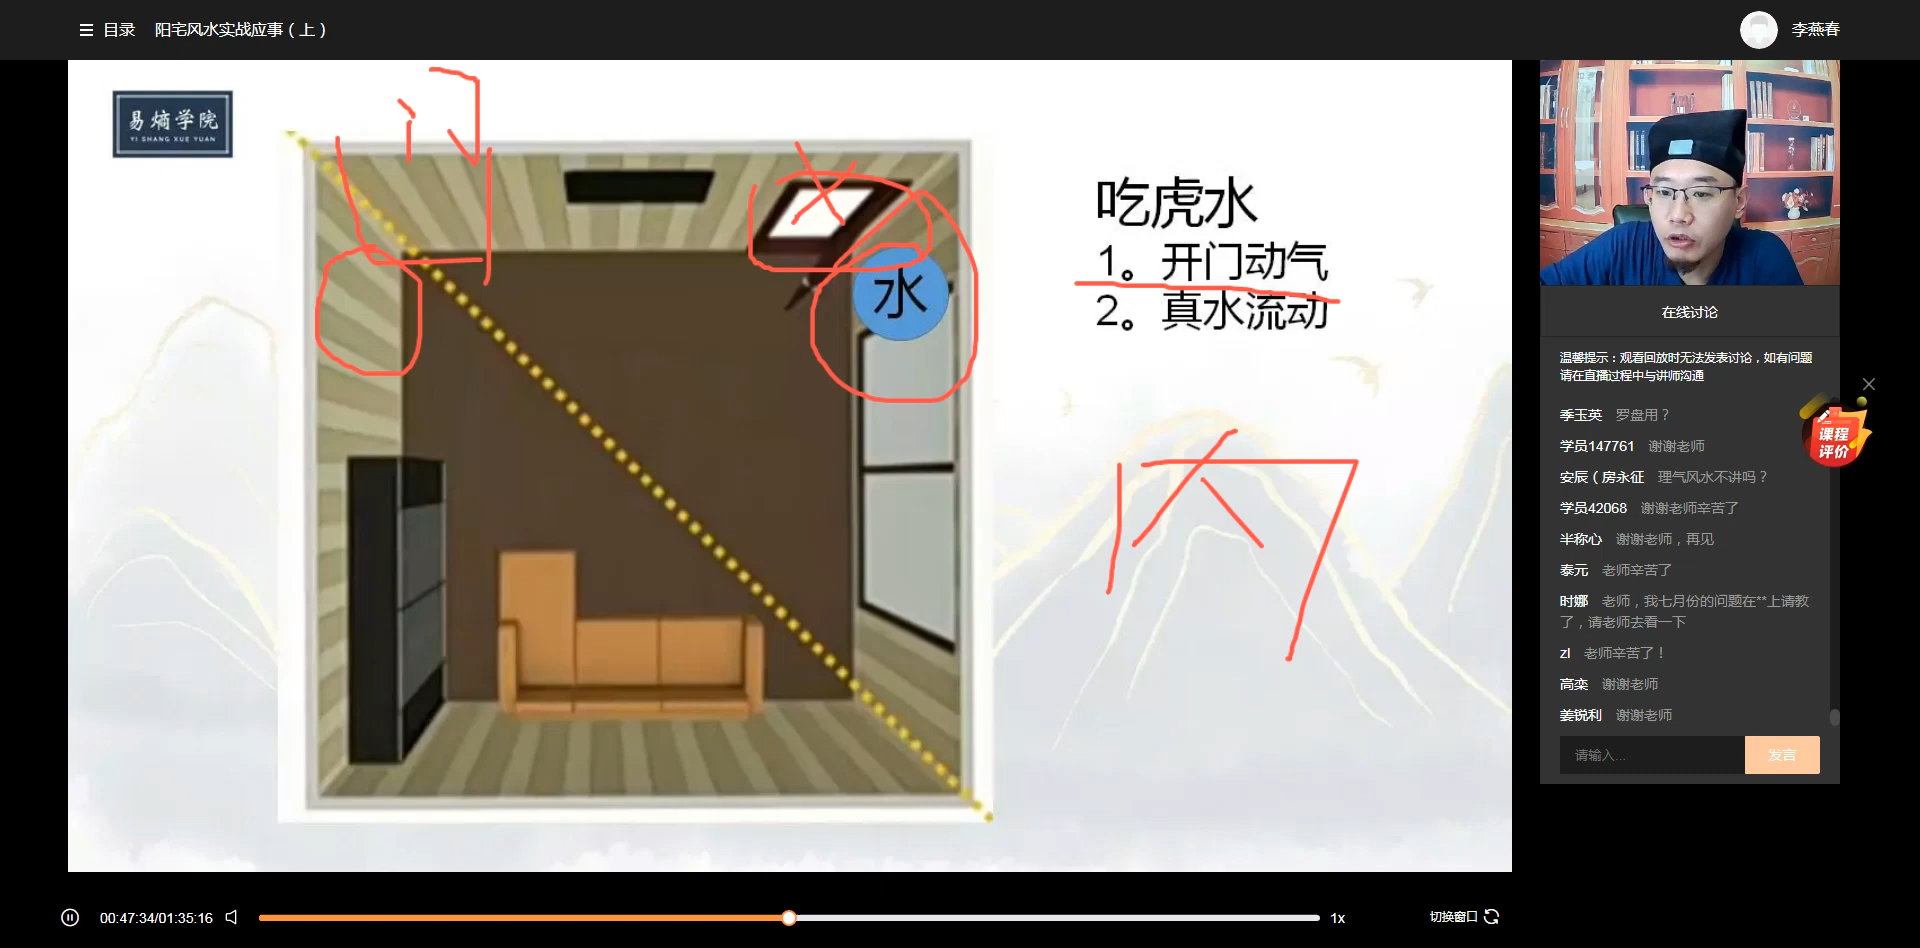 目录 阳宅风水实战应事（上）
李燕春
易熵学院
YI SHANG XUE YUAN
门
水
吃虎水
1。开门动气
2。真水流动
内
在线讨论
温馨提示：观看回放时无法发表讨论，如有问题
请在直播过程中与讲师沟通
季玉英 罗盘用？
学员147761 谢谢老师
安辰（房永征 理气风水不讲吗？
学员42068 谢谢老师辛苦了
半称心 谢谢老师，再见
泰元 老师辛苦了
时娜 老师，我七月份的问题在**上请教
了，请老师去看一下
zl 老师辛苦了！
高栾 谢谢老师
姜锐利 谢谢老师
课程
评价
请输入... 发言
00:47:34/01:35:16 1x 切换窗口